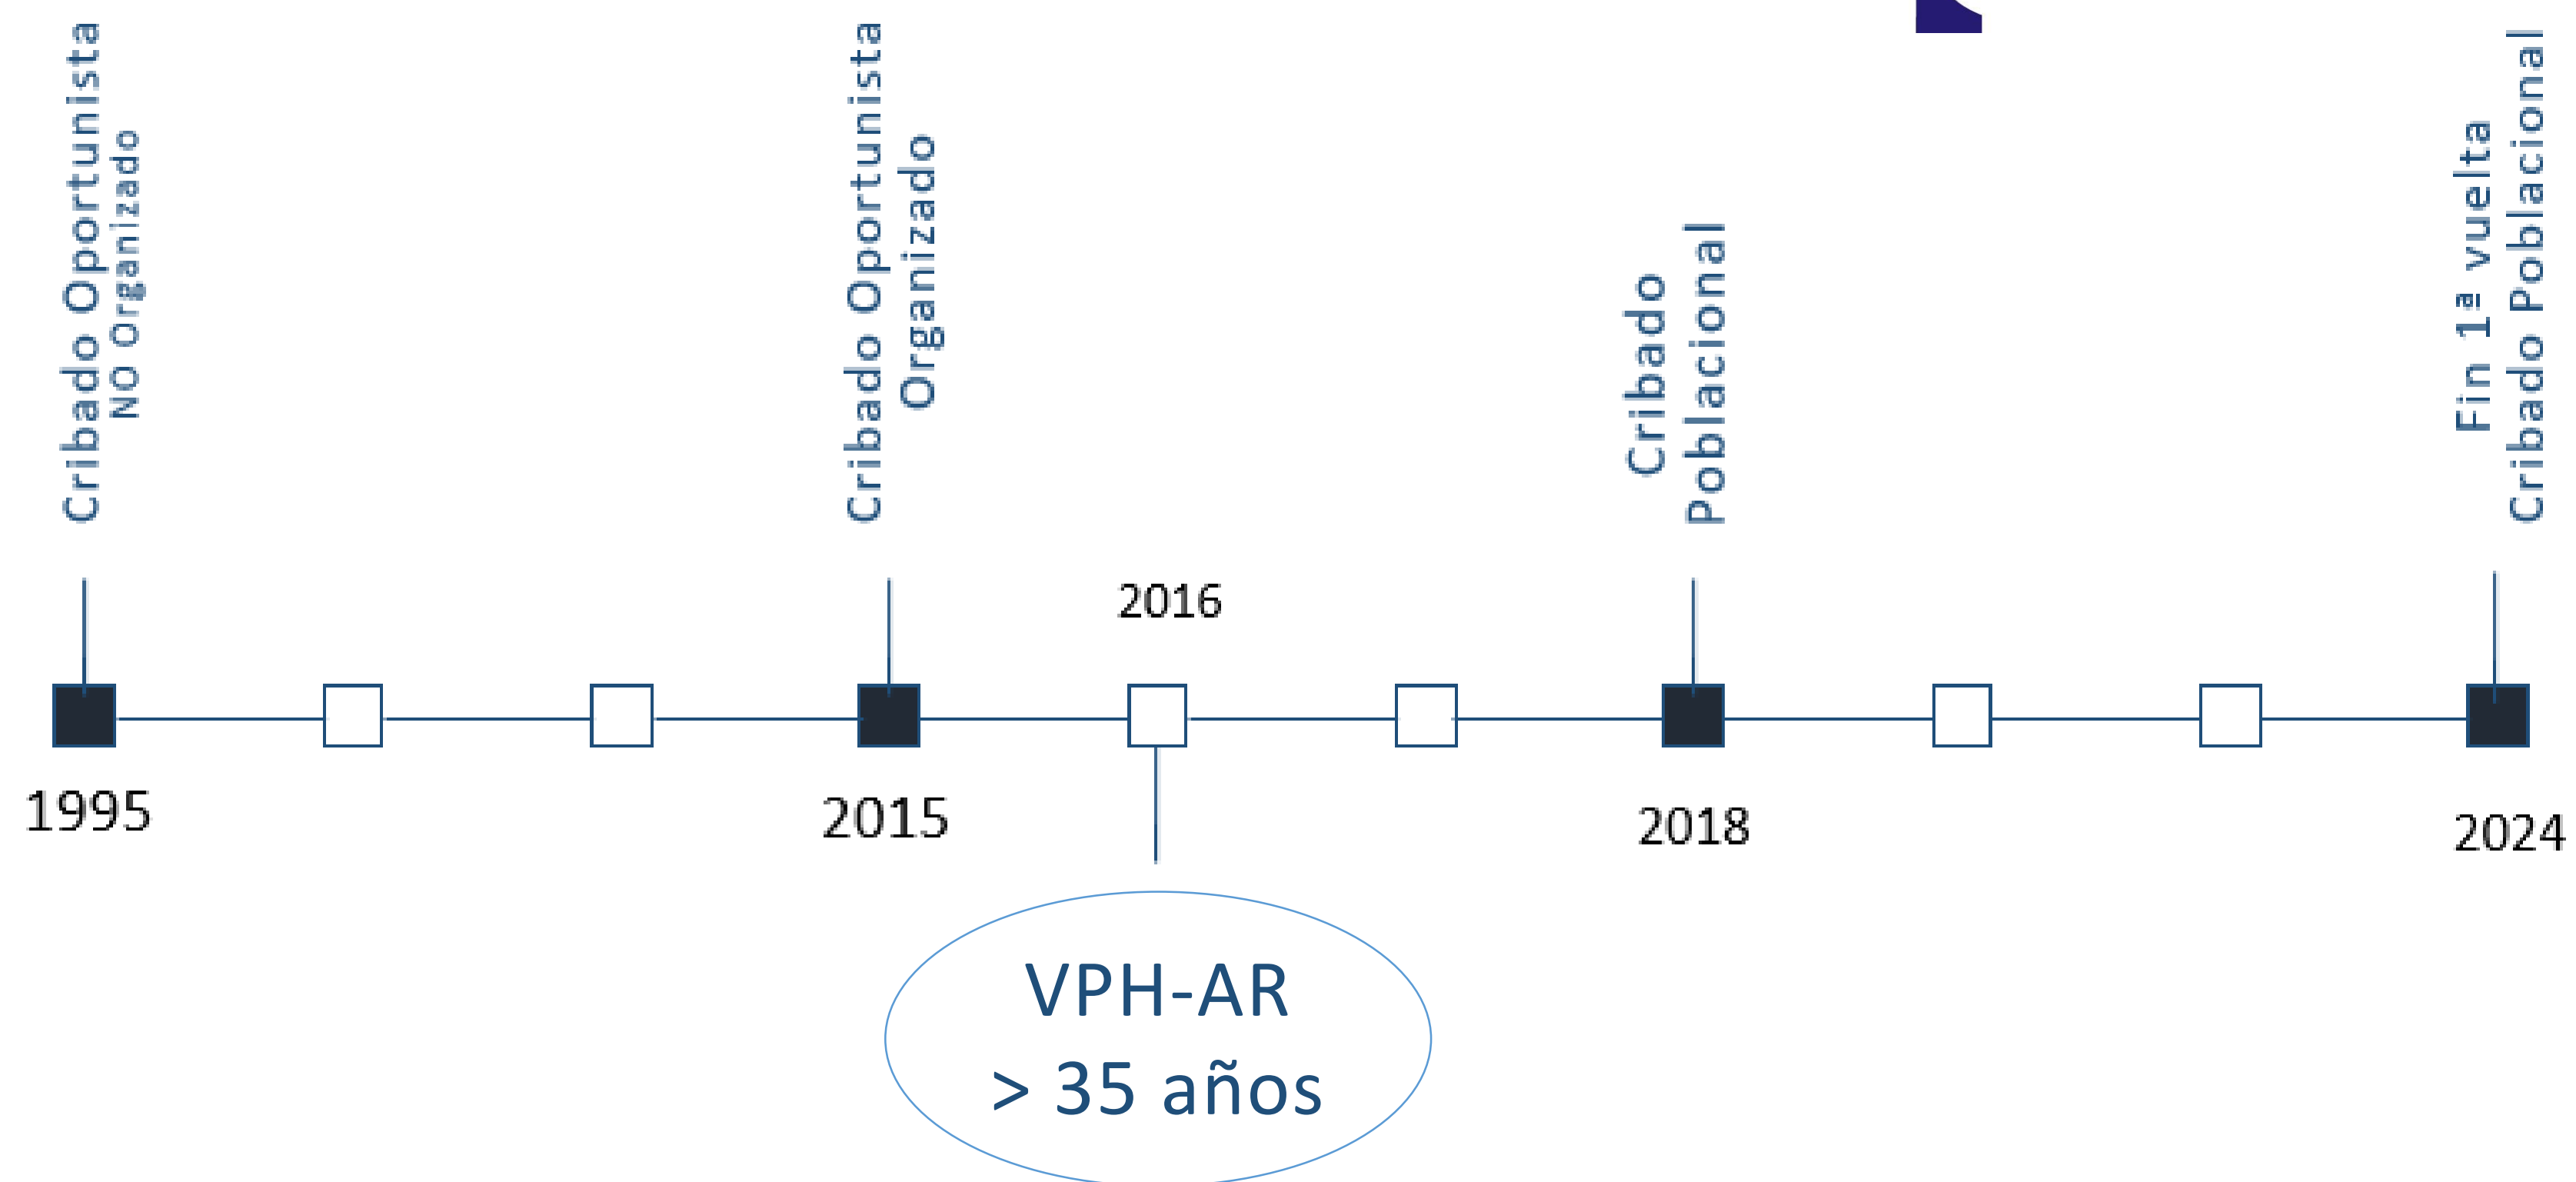 Cribado Oportunista
NO Organizado
Cribado Oportunista
Organizado
Cribado
Poblacional
Fin 1ª vuelta
Cribado Poblacional
2016
1995
2015
2018
2024
VPH-AR
> 35 años